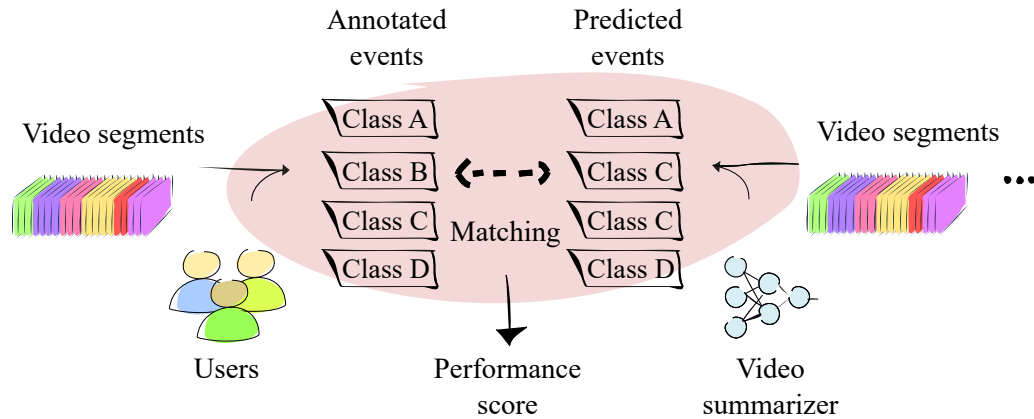 Annotated
events
Predicted
events
Video segments
Class A
Class B
Class C
Class D
Matching
Class A
Class C
Class C
Class D
Video segments
Users
Performance
score
Video
summarizer